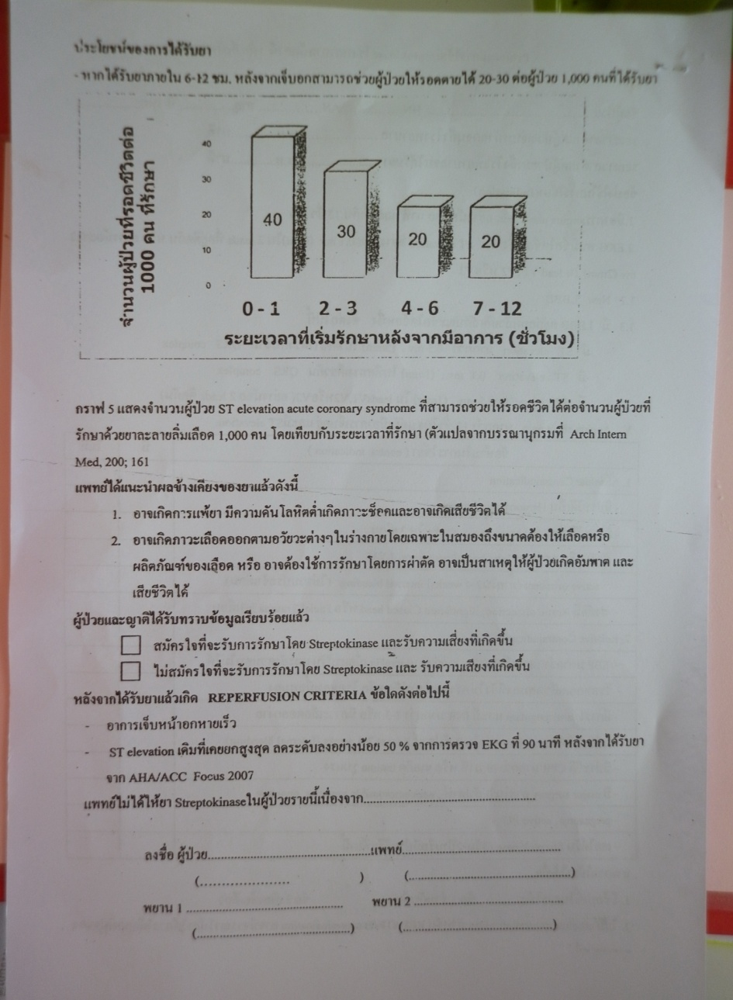 ประโยชน์ของการได้รับยา
- หากได้รับยาภายใน 6-12 ชม. หลังจากเจ็บอกสามารถช่วยผู้ป่วยให้รอดตายได้ 20-30 ต่อผู้ป่วย 1,000 คนที่ได้รับยา
จำนวนผู้ป่วยที่รอดชีวิตต่อ
1000 คน ที่รักษา
40
30
20
10
0
40
30
20
20
0 - 1 2 - 3 4 - 6 7 - 12
ระยะเวลาที่เริ่มรักษาหลังจากมีอาการ (ชั่วโมง)
กราฟ 5 แสดงจำนวนผู้ป่วย ST elevation acute coronary syndrome ที่สามารถช่วยให้รอดชีวิตได้ต่อจำนวนผู้ป่วยที่
รักษาด้วยยาละลายลิ่มเลือด 1,000 คน โดยเทียบกับระยะเวลาที่รักษา (ตัวแปลจากบรรณานุกรมที่ Arch Intern
Med, 200; 161
แพทย์ได้แนะนำผลข้างเคียงของยาแล้วดังนี้
1. อาจเกิดการแพ้ยา มีความดันโลหิตต่ำเกิดภาวะช็อคและอาจเกิดเสียชีวิตได้
2. อาจเกิดภาวะเลือดออกตามอวัยวะต่างๆในร่างกายโดยเฉพาะในสมองถึงขนาดต้องให้เลือดหรือ
ผลิตภัณฑ์ของเลือด หรือ อาจต้องใช้การรักษาโดยการผ่าตัด อาจเป็นสาเหตุให้ผู้ป่วยเกิดอัมพาต และ
เสียชีวิตได้
ผู้ป่วยและญาติได้รับทราบข้อมูลเรียบร้อยแล้ว
สมัครใจที่จะรับการรักษาโดย Streptokinase และรับความเสี่ยงที่เกิดขึ้น
ไม่สมัครใจที่จะรับการรักษาโดย Streptokinase และ รับความเสี่ยงที่เกิดขึ้น
หลังจากได้รับยาแล้วเกิด REPERFUSION CRITERIA ข้อใดดังต่อไปนี้
- อาการเจ็บหน้าอกหายเร็ว
- ST elevation เดิมที่เคยยกสูงสุด ลดระดับลงอย่างน้อย 50 % จากการตรวจ EKG ที่ 90 นาที หลังจากได้รับยา
จาก AHA/ACC Focus 2007
แพทย์ไม่ได้ให้ยา Streptokinaseในผู้ป่วยรายนี้เนื่องจาก..................................................
ลงชื่อ ผู้ป่วย................................................แพทย์...............................................
(.....................) (................................................)
พยาน 1 .............................................. พยาน 2 ............................................
(..............................................) (.............................................)